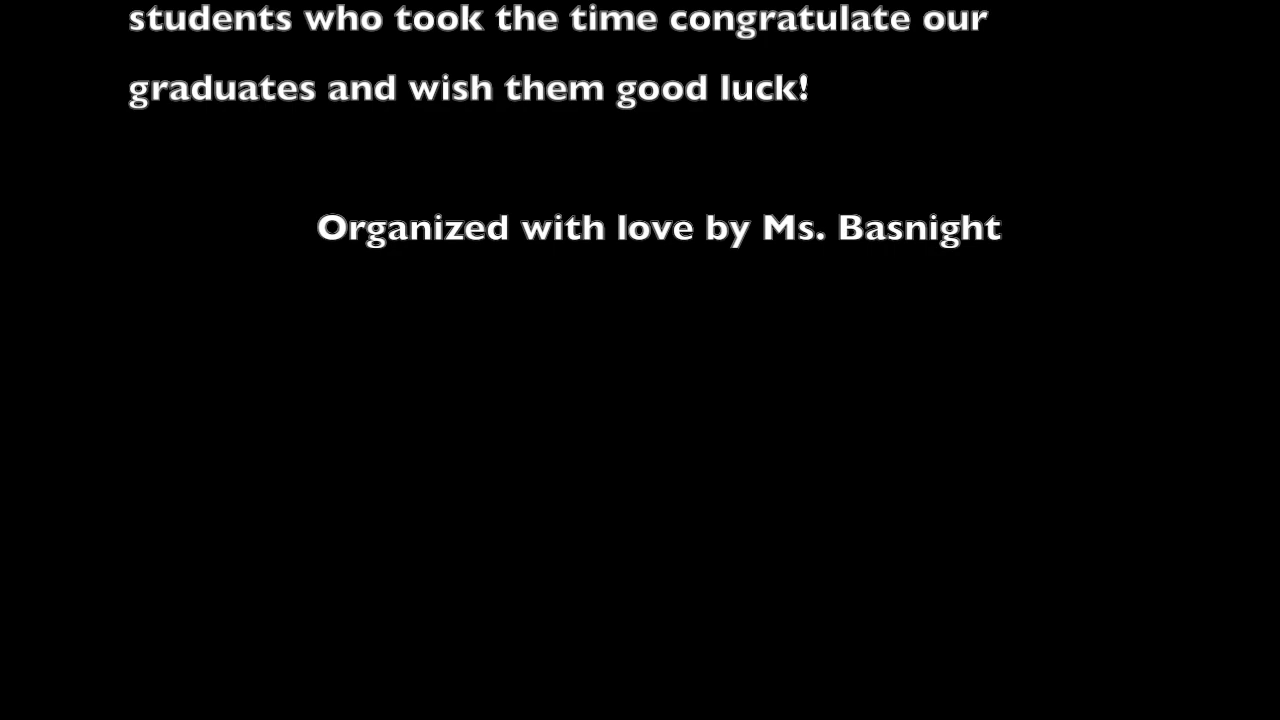 students who took the time congratulate our
graduates and wish them good luck!
Organized with love by Ms. Basnight